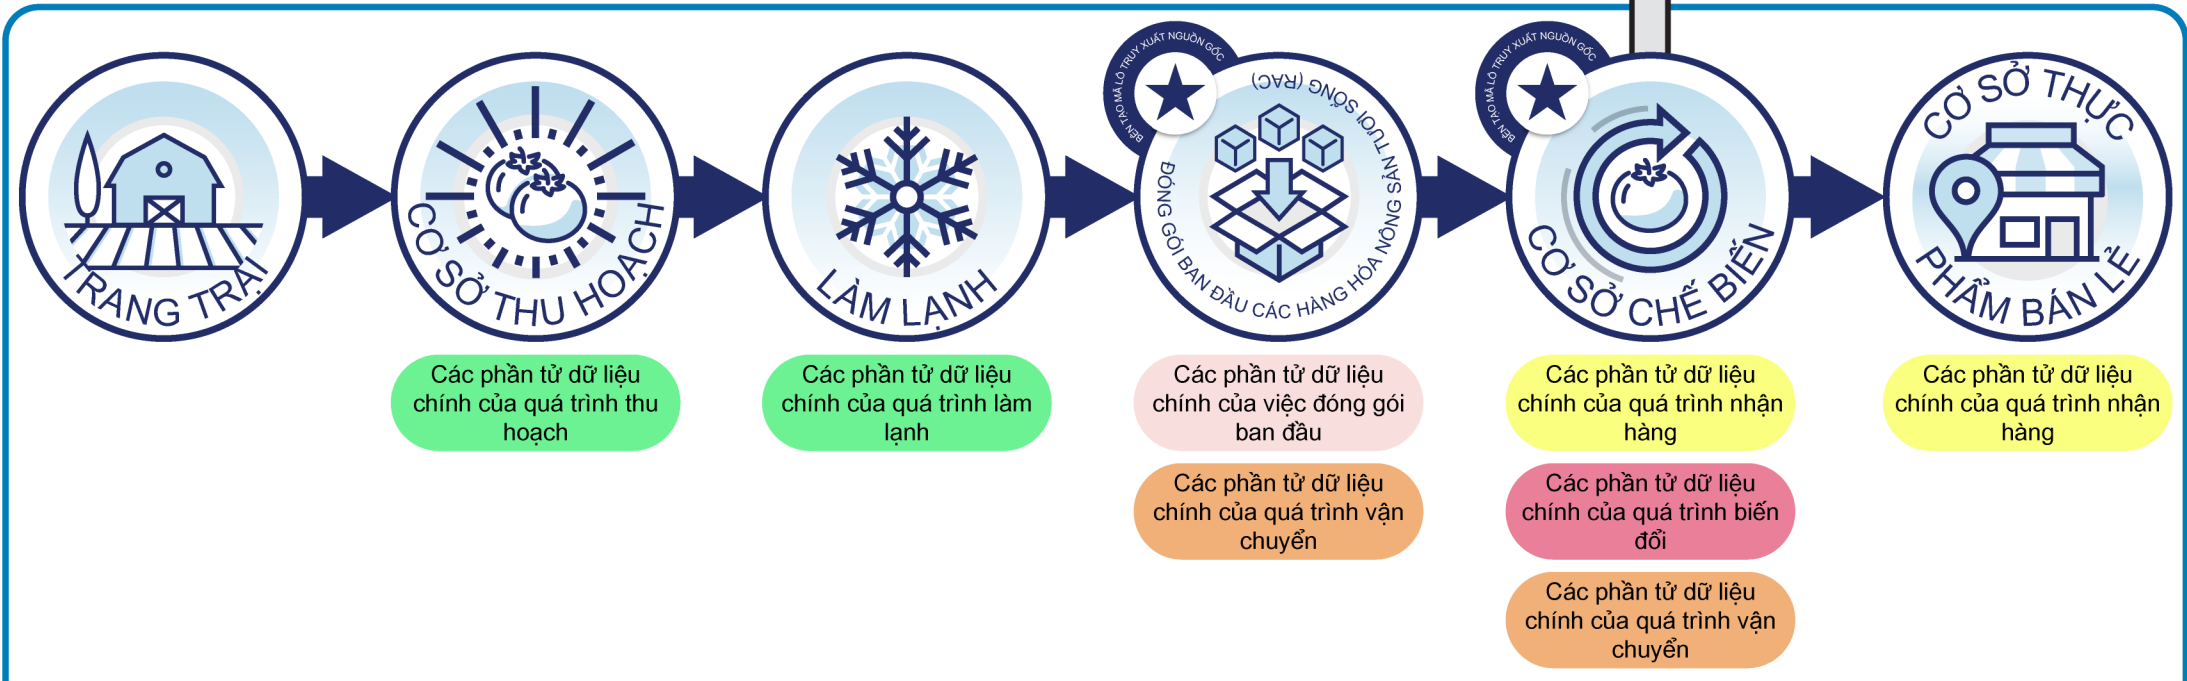 TRANG TRẠI
CƠ SỞ THU HOẠCH
LÀM LẠNH
BÊN TẠO MÃ LÔ TRUY XUẤT NGUỒN GỐC
ĐÓNG GÓI BAN ĐẦU CÁC HÀNG HÓA NÔNG SẢN TƯƠI SỐNG (RAC)
BÊN TẠO MÃ LÔ TRUY XUẤT NGUỒN GỐC
CƠ SỞ CHẾ BIẾN
CƠ SỞ THỰC
PHẨM BÁN LẺ
Các phần tử dữ liệu
chính của quá trình thu
hoạch
Các phần tử dữ liệu
chính của quá trình làm
lạnh
Các phần tử dữ liệu
chính của việc đóng gói
ban đầu
Các phần tử dữ liệu
chính của quá trình vận
chuyển
Các phần tử dữ liệu
chính của quá trình nhận
hàng
Các phần tử dữ liệu
chính của quá trình biến
đổi
Các phần tử dữ liệu
chính của quá trình vận
chuyển
Các phần tử dữ liệu
chính của quá trình nhận
hàng